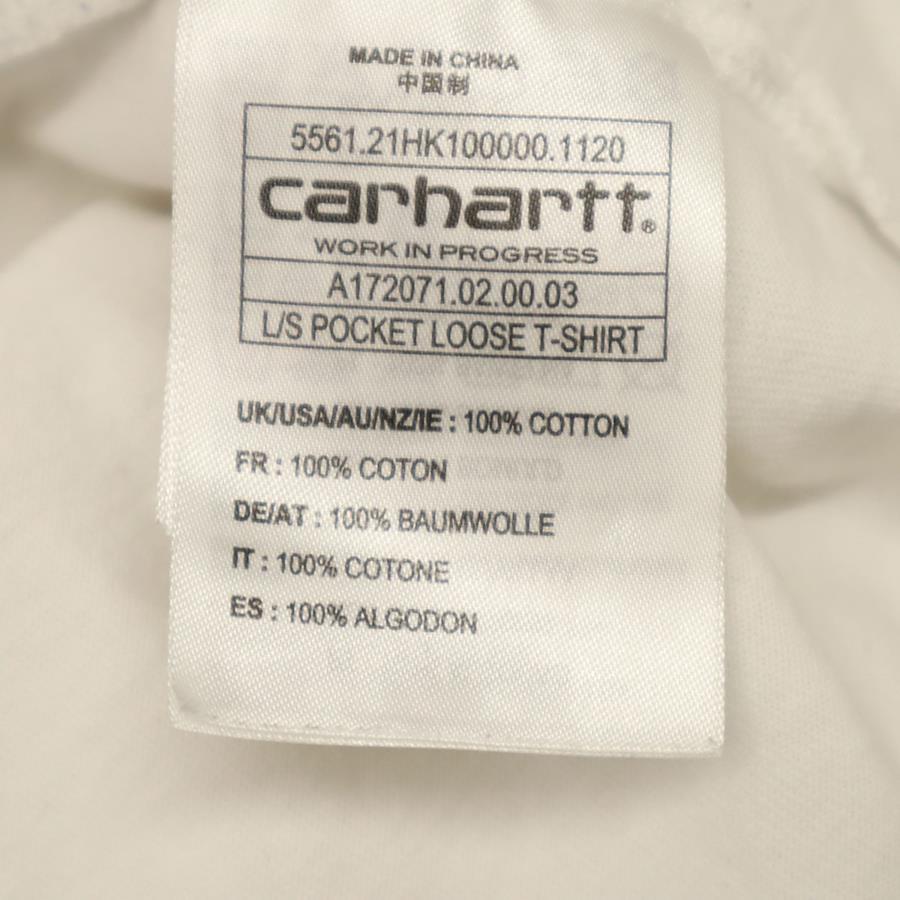 MADE IN CHINA
中国制
5561.21HK100000.1120
carhartt®
WORK IN PROGRESS
A172071.02.00.03
L/S POCKET LOOSE T-SHIRT
UK/USA/AU/NZ/IE : 100% COTTON
FR : 100% COTON
DE/AT : 100% BAUMWOLLE
IT : 100% COTONE
ES : 100% ALGODON